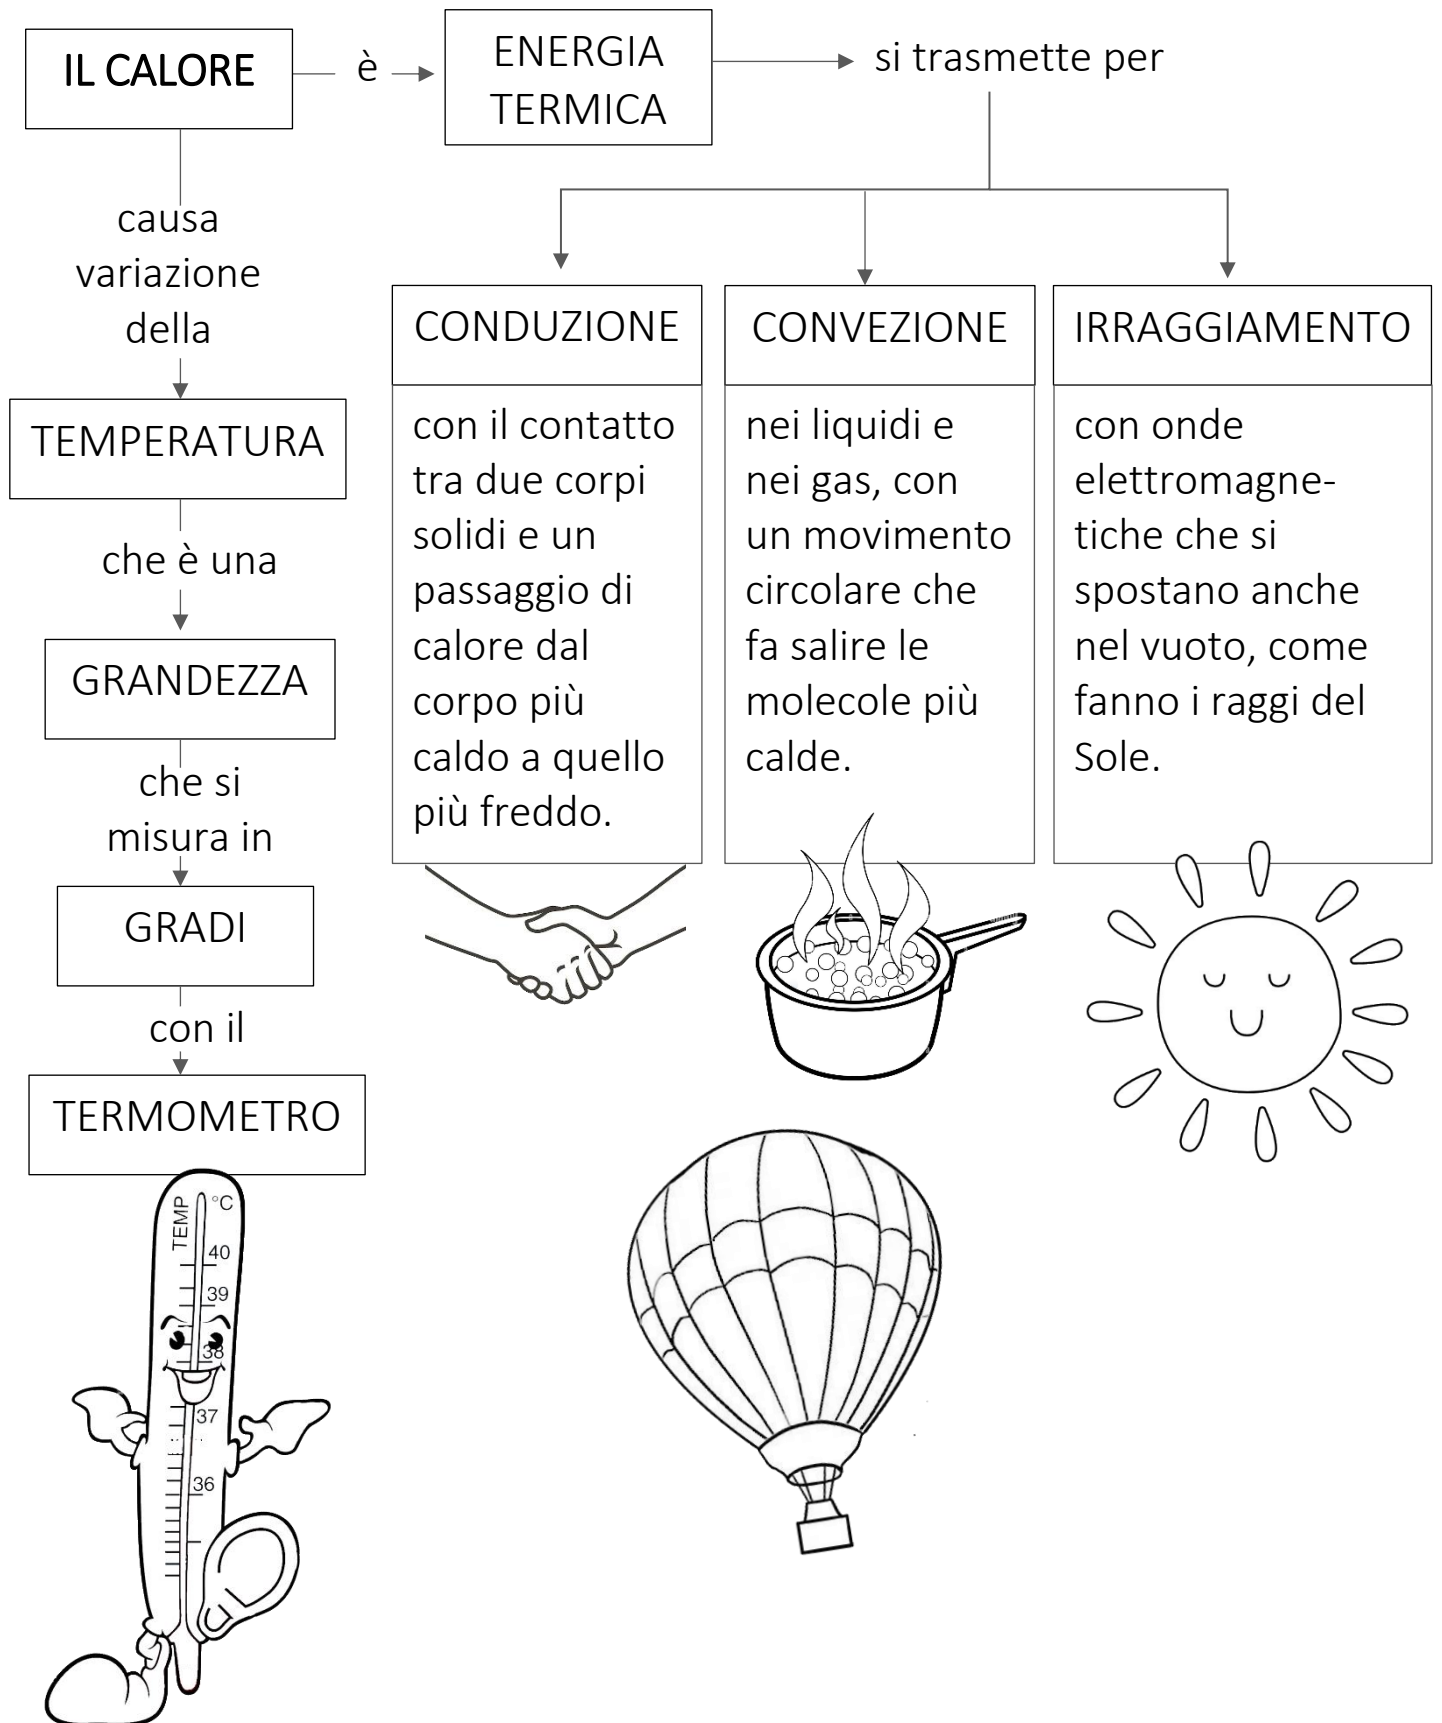 IL CALORE
è
ENERGIA
TERMICA
si trasmette per
causa
variazione
della
TEMPERATURA
che è una
GRANDEZZA
che si
misura in
GRADI
con il
TERMOMETRO
CONDUZIONE
con il contatto
tra due corpi
solidi e un
passaggio di
calore dal
corpo più
caldo a quello
più freddo.
CONVEZIONE
nei liquidi e
nei gas, con
un movimento
circolare che
fa salire le
molecole più
calde.
IRRAGGIAMENTO
con onde
elettromagne-
tiche che si
spostano anche
nel vuoto, come
fanno i raggi del
Sole.
TEMP
°C
40
39
38
37
36